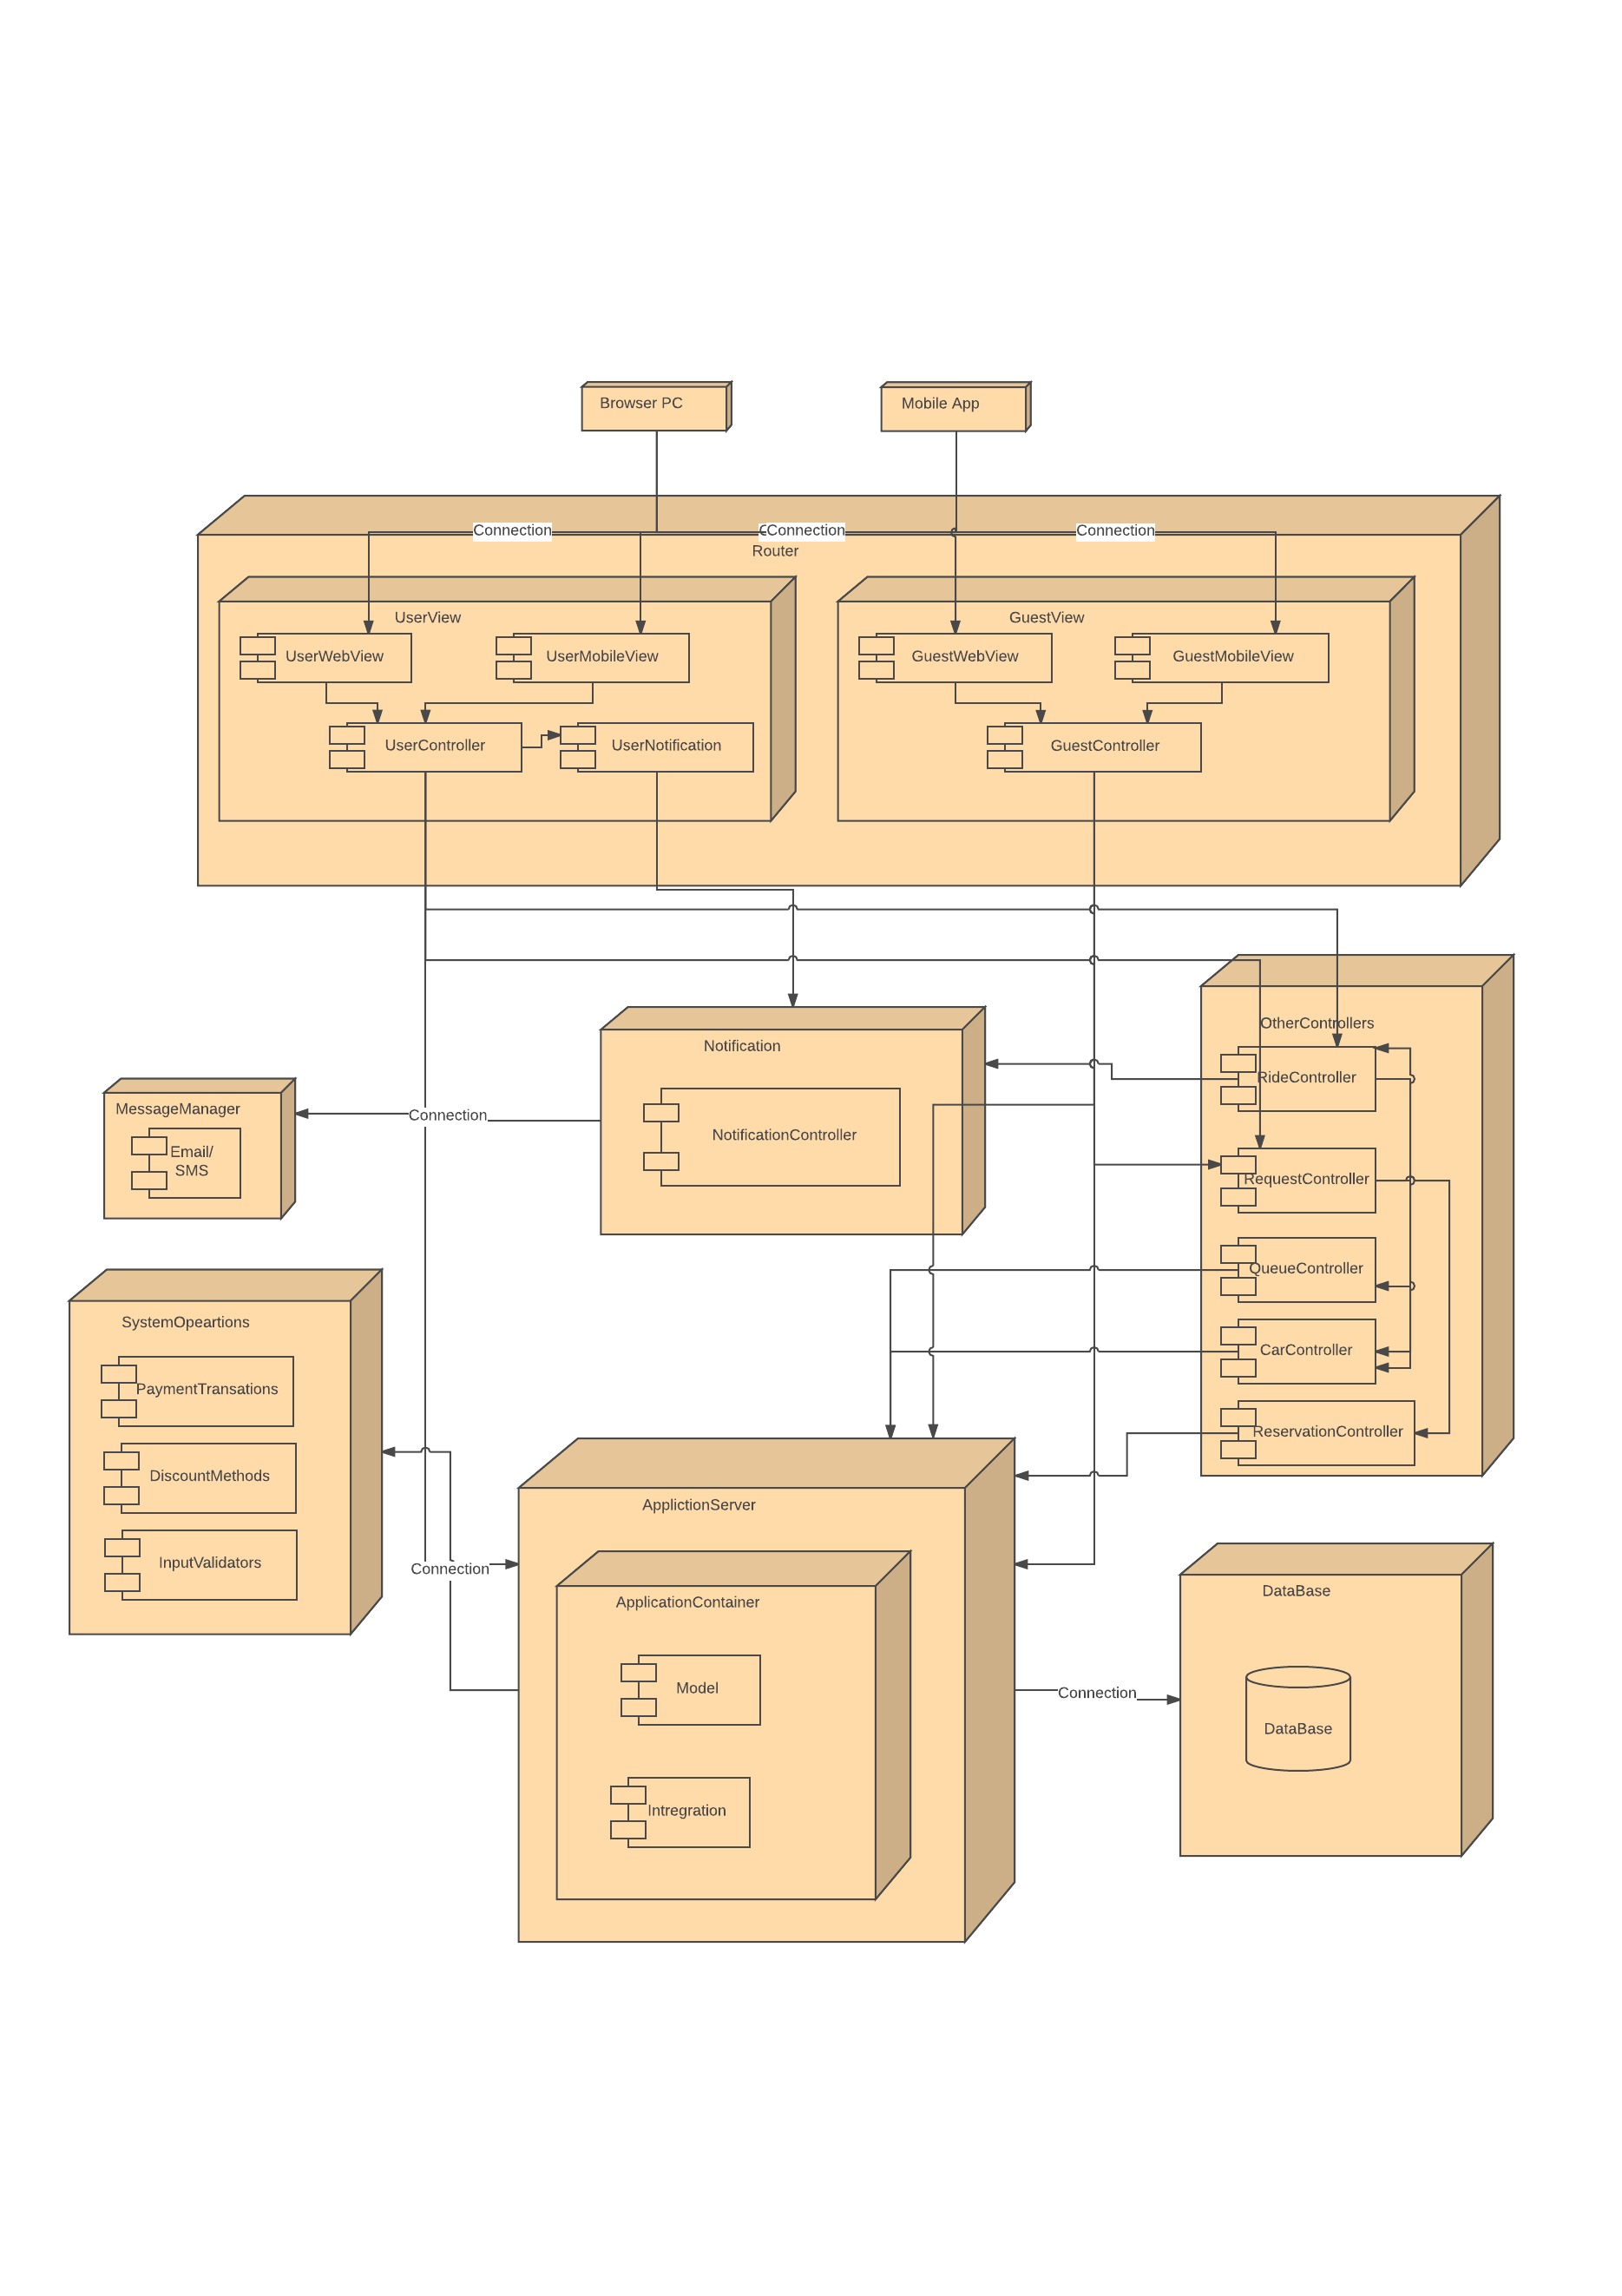 Browser PC
Mobile App
Connection
Connection
Connection
Router
UserView
GuestView
UserWebView
UserMobileView
GuestWebView
GuestMobileView
UserController
UserNotification
GuestController
OtherControllers
Notification
RideController
MessageManager
Connection
Email/
SMS
NotificationController
RequestController
QueueController
SystemOpeartions
CarController
PaymentTransations
ReservationController
DiscountMethods
ApplictionServer
InputValidators
Connection
DataBase
ApplicationContainer
Model
Connection
DataBase
Intregration